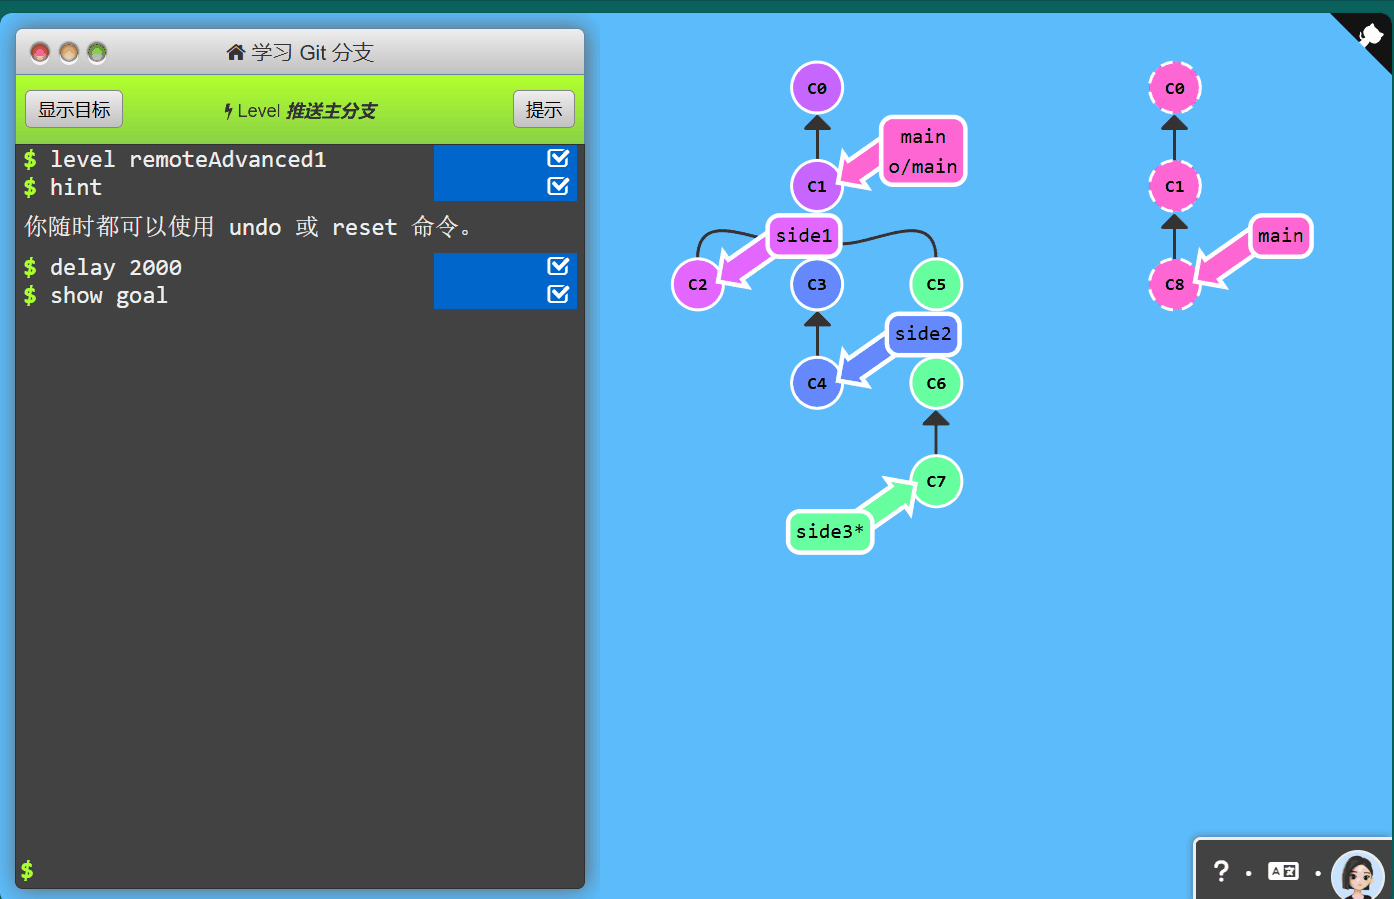 学习 Git 分支
显示目标
Level 推送主分支
提示
$ level remoteAdvanced1
$ hint
你随时都可以使用 undo 或 reset 命令。
$ delay 2000
$ show goal
$
C0
main
o/main
C1
side1
C2
C3
C5
side2
C4
C6
C7
side3*
C0
C1
main
C8
?
A